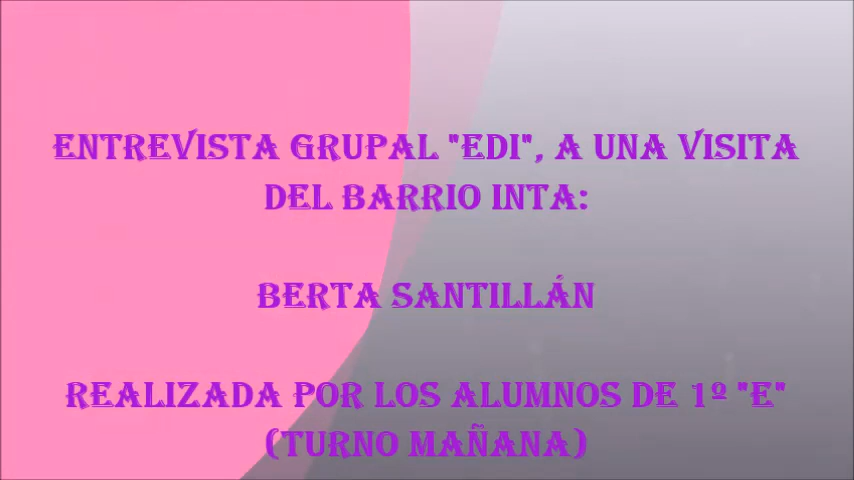 ENTREVISTA GRUPAL "EDI", A UNA VISITA
DEL BARRIO INTA:
BERTA SANTILLÁN
REALIZADA POR LOS ALUMNOS DE 1º "E"
(TURNO MAÑANA)